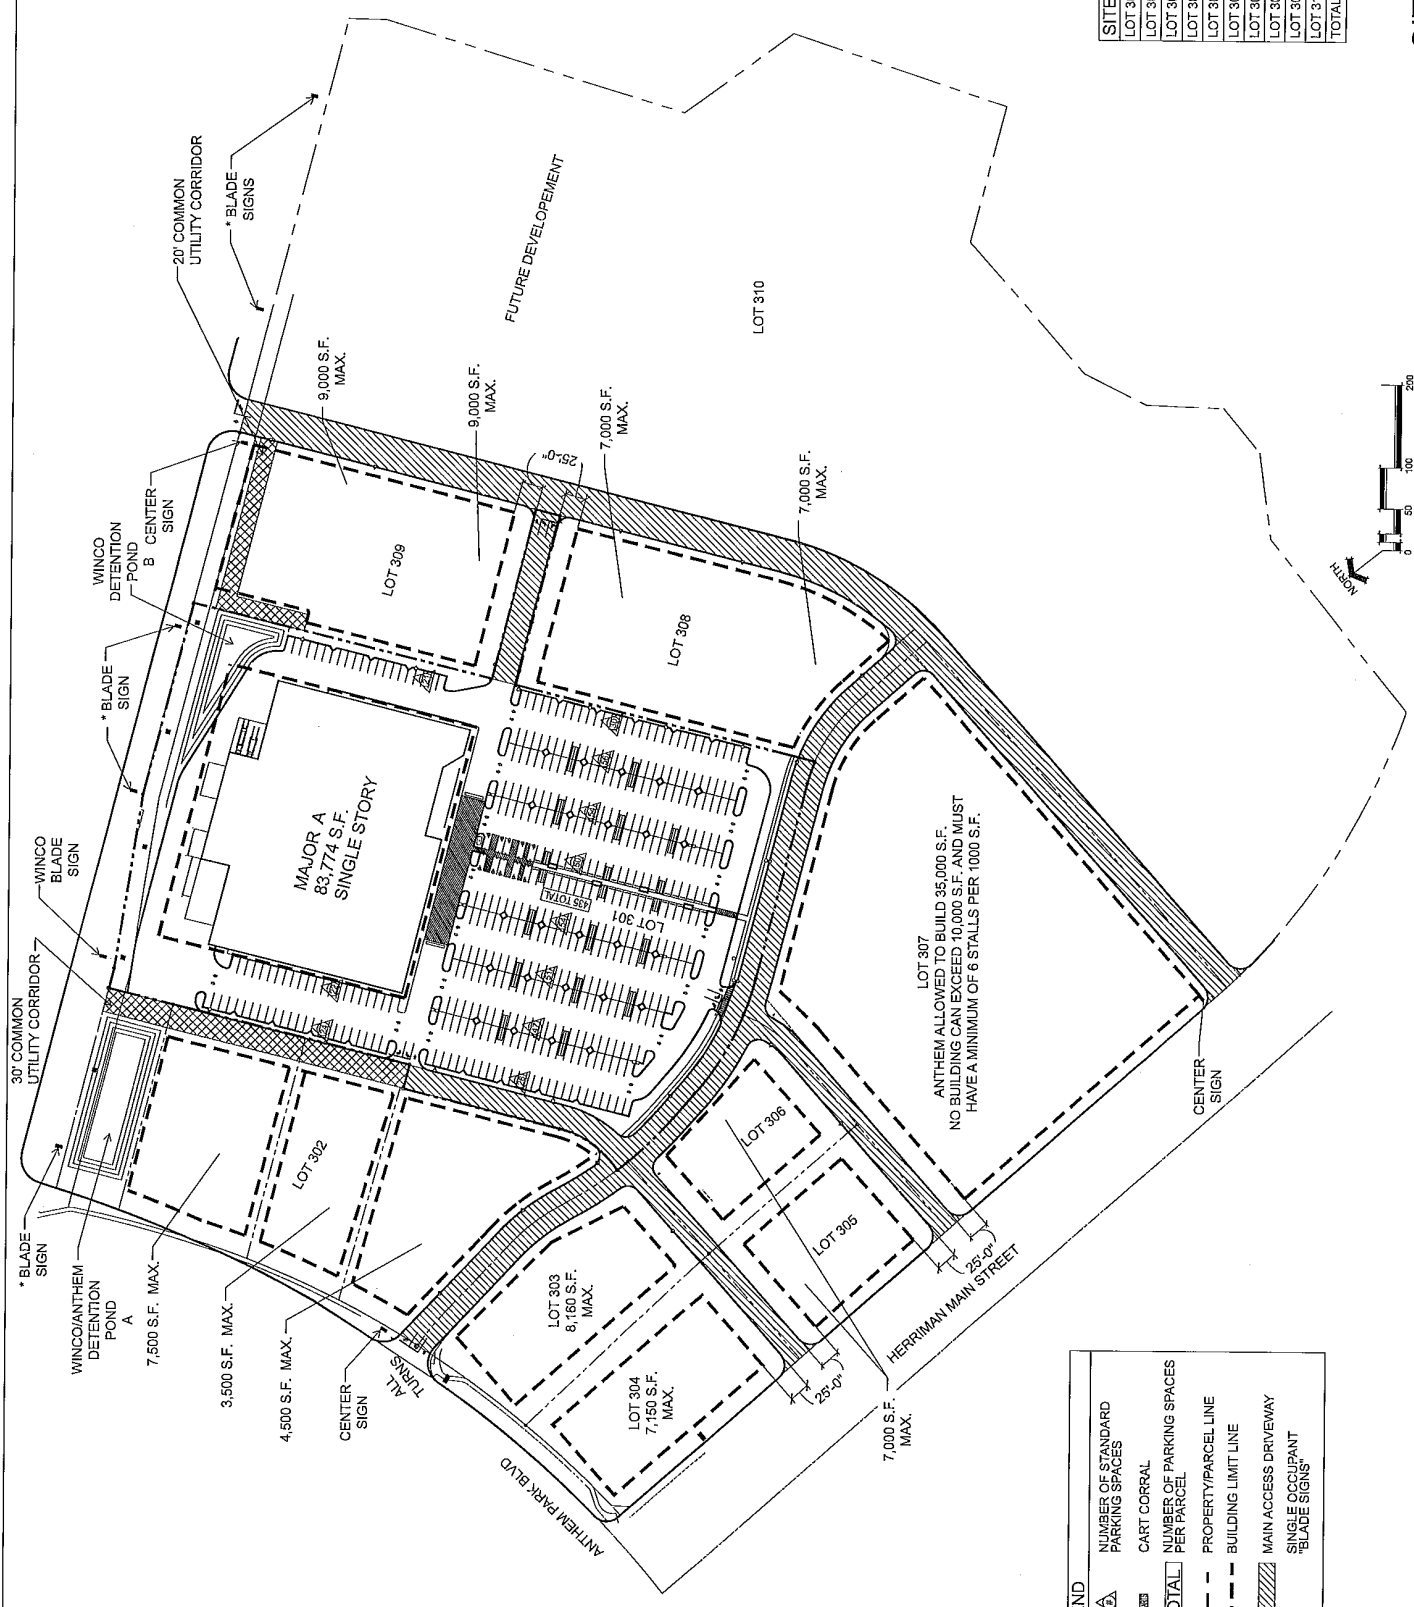 SITE
TOTAL
20' COMMON
UTILITY CORRIDOR
* BLADE
SIGNS
FUTURE DEVELOPEMENT
LOT 310
9,000 S.F.
MAX.
9,000 S.F.
MAX.
7,000 S.F.
MAX.
25'-0"
7,000 S.F.
MAX.
WINCO
DETENTION
POND
B
CENTER
SIGN
* BLADE
SIGN
WINCO
BLADE
SIGN
30' COMMON
UTILITY CORRIDOR
LOT 309
LOT 308
MAJOR A
83,774 S.F.
SINGLE STORY
435 TOTAL
LOT 301
LOT 307
ANTHEM ALLOWED TO BUILD 35,000 S.F.
NO BUILDING CAN EXCEED 10,000 S.F. AND MUST
HAVE A MINIMUM OF 6 STALLS PER 1000 S.F.
CENTER
SIGN
LOT 302
LOT 306
LOT 305
25'-0"
HERRIMAN MAIN STREET
* BLADE
SIGN
WINCO/ANTHEM
DETENTION
POND
A
7,500 S.F. MAX.
3,500 S.F. MAX.
4,500 S.F. MAX.
CENTER
SIGN
ALL
TURNS
LOT 303
8,160 S.F.
MAX.
LOT 304
7,150 S.F.
MAX.
25'-0"
7,000 S.F.
MAX.
ANTHEM PARK BLVD
NORTH
0 50 100 200
NUMBER OF STANDARD
PARKING SPACES
CART CORRAL
NUMBER OF PARKING SPACES
PER PARCEL
PROPERTY/PARCEL LINE
BUILDING LIMIT LINE
MAIN ACCESS DRIVEWAY
SINGLE OCCUPANT
"BLADE SIGNS"